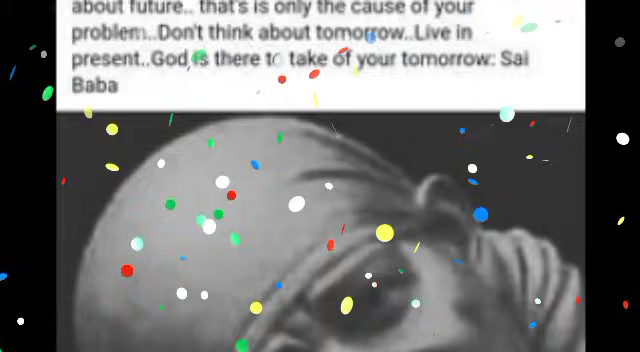 about future.. that's is only the cause of your
problem..Don't think about tomorrow..Live in
present..God is there to take of your tomorrow: Sai
Baba